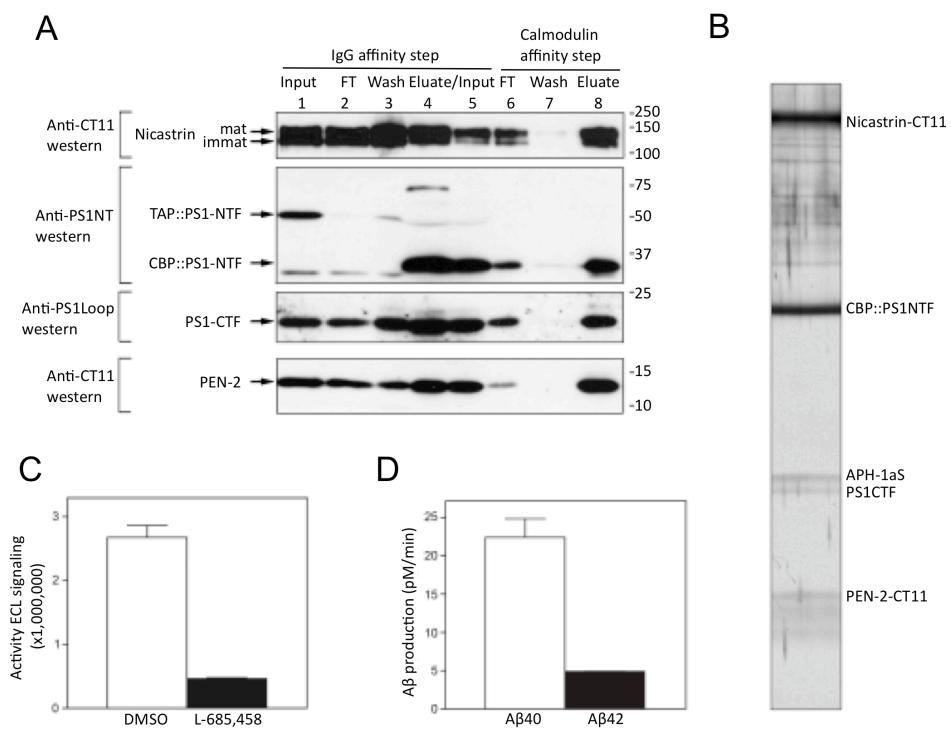 A
B
Calmodulin
IgG affinity step
affinity step
Input FT Wash Eluate/Input FT Wash Eluate
1 2 3 4 5 6 7 8
Anti-CT11
western
Nicastrin
mat
immat
250
150
100
Anti-PS1NT
western
TAP::PS1-NTF
CBP::PS1-NTF
75
50
37
Anti-PS1Loop
western
PS1-CTF
25
Anti-CT11
western
PEN-2
15
10
Nicastrin-CT11
CBP::PS1NTF
APH-1aS
PS1CTF
PEN-2-CT11
C
Activity ECL signaling
(x1,000,000)
3
2
1
0
DMSO L-685,458
D
Aβ production (pM/min)
25
20
15
10
5
0
Aβ40 Aβ42